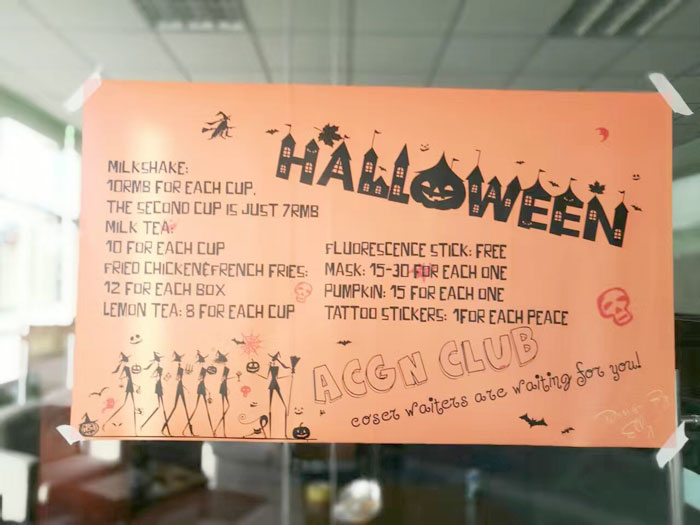 HALLOWEEN
MILKSHAKE:
10RMB FOR EACH CUP.
THE SECOND CUP IS JUST 7RMB
MILK TEA:
10 FOR EACH CUP
FRIED CHICKEN&FRENCH FRIES:
12 FOR EACH BOX
LEMON TEA: 8 FOR EACH CUP
FLUORESCENCE STICK: FREE
MASK: 15-30 FOR EACH ONE
PUMPKIN: 15 FOR EACH ONE
TATTOO STICKERS: 1FOR EACH PEACE
ACGN CLUB
coser waiters are waiting for you!